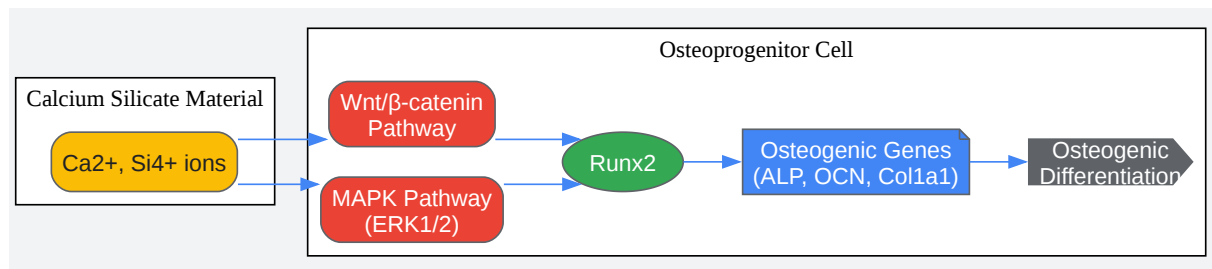 Calcium Silicate Material
Ca2+, Si4+ ions
Osteoprogenitor Cell
Wnt/β-catenin
Pathway
MAPK Pathway
(ERK1/2)
Runx2
Osteogenic Genes
(ALP, OCN, Col1a1)
Osteogenic
Differentiation